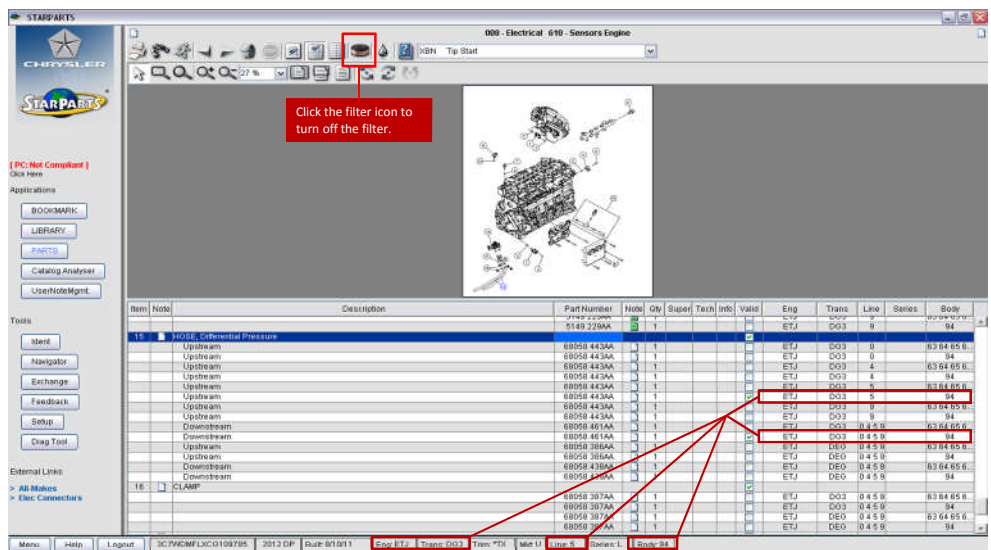 STARPARTS
CHRYSLER
STARPARTS
[ PC: Not Compliant ]
Click Here
Applications
BOOKMARK
LIBRARY
PARTS
Catalog Analyser
UserNoteMgmt.
Tools
Ident
Navigator
Exchange
Feedback
Setup
Diag Tool
External Links
> All-Makes
> Elec Connectors
008 - Electrical 610 - Sensors Engine
XBN Tip Start
27 %
Click the filter icon to
turn off the filter.
Item Note Description Part Number Note Qty Super Tech Info Valid Eng Trans Line Series Body
5149 229AA 1 ETJ DG3 9
5149 229AA 1 ETJ DG3 9 94
15 HOSE, Differential Pressure
Upstream 68058 443AA 1 ETJ DG3 0 63 64 65 6...
Upstream 68058 443AA 1 ETJ DG3 0 94
Upstream 68058 443AA 1 ETJ DG3 4 63 64 65 6...
Upstream 68058 443AA 1 ETJ DG3 4 94
Upstream 68058 443AA 1 ETJ DG3 5 63 64 65 6...
Upstream 68058 443AA 1 ETJ DG3 5 94
Upstream 68058 443AA 1 ETJ DG3 9 63 64 65 6...
Upstream 68058 443AA 1 ETJ DG3 9 94
Downstream 68058 461AA 1 ETJ DG3 0 4 5 9 63 64 65 6...
Downstream 68058 461AA 1 ETJ DG3 0 4 5 9 94
Upstream 68058 386AA 1 ETJ DEG 0 4 5 9 63 64 65 6...
Upstream 68058 386AA 1 ETJ DEG 0 4 5 9 94
Downstream 68058 438AA 1 ETJ DEG 0 4 5 9 63 64 65 6...
Downstream 68058 438AA 1 ETJ DEG 0 4 5 9 94
16 CLAMP
68058 387AA 1 ETJ DG3 0 4 5 9 63 64 65 6...
68058 387AA 1 ETJ DG3 0 4 5 9 94
68058 387AA 1 ETJ DEG 0 4 5 9 63 64 65 6...
68058 387AA 1 ETJ DEG 0 4 5 9 94
Menu Help Logout 3C7WDMFLXCG109785 2012 DP Built: 8/10/11 Eng: ETJ Trans: DG3 Trim: *TX Mkt: U Line: 5 Series: L Body: 94